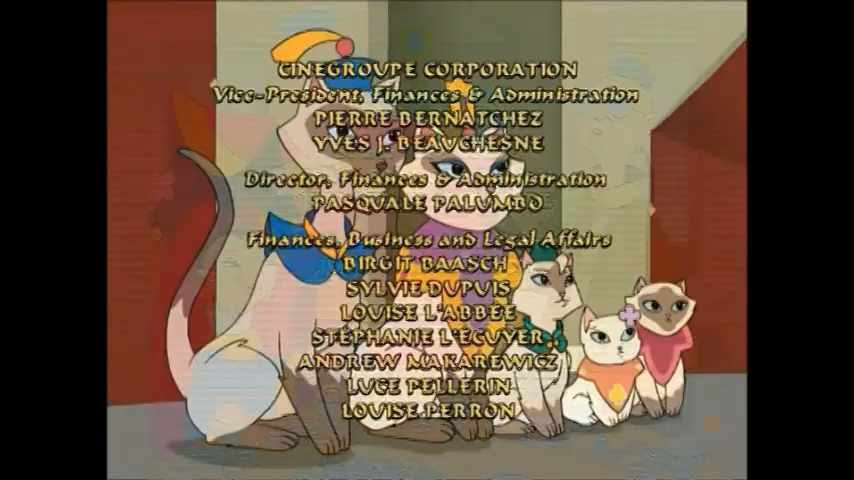 CINEGROUPE CORPORATION
Vice-President, Finances & Administration
PIERRE BERNATCHEZ
YVES J. BEAUCHESNE
Director, Finances & Administration
PASQUALE PALUMBO
Finances, Business and Legal Affairs
BIRGIT BAASCH
SYLVIE DUPUIS
LOUISE L'ABBÉE
STÉPHANIE L'ÉCUYER
ANDREW MAKAREWICZ
LUCE PELLERIN
LOUISE PERRON